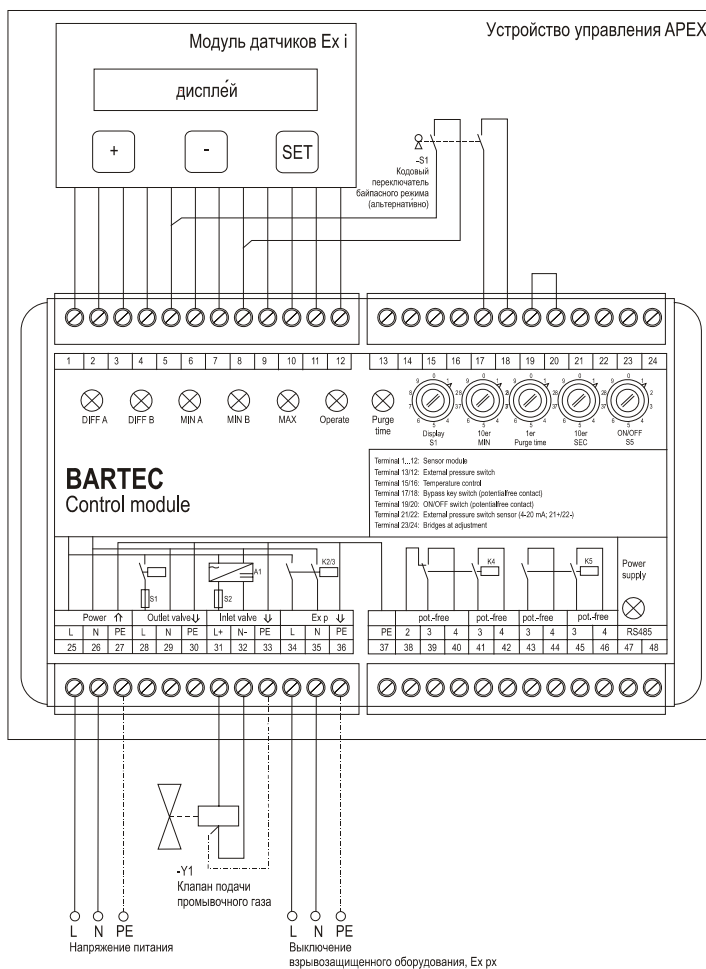 Устройство управления APEX
Модуль датчиков Ex i
диспле́й
+ - SET
-S1
Кодовый
переключатель
байпасного режима
(альтернати́вно)
1 2 3 4 5 6 7 8 9 10 11 12 13 14 15 16 17 18 19 20 21 22 23 24
DIFF A DIFF B MIN A MIN B MAX Operate Purge
time
Display
S1
10er
MIN
1er
Purge time
10er
SEC
ON/OFF
S5
BARTEC
Control module
Terminal 1...12: Sensor module
Terminal 13/12: External pressure switch
Terminal 15/16: Temperature control
Terminal 17/18: Bypass key switch (potentialfree contact)
Terminal 19/20: ON/OFF switch (potentialfree contact)
Terminal 21/22: External pressure switch sensor (4-20 mA; 21+/22-)
Terminal 23/24: Bridges at adjustment
S1 S2 A1 K2/3 K4 K5
Power
supply
Power Outlet valve Inlet valve Ex p pot.-free pot.-free pot.-free pot.-free
L N PE L N PE L+ N- PE L N PE PE 2 3 4 3 4 3 4 3 4 RS485
25 26 27 28 29 30 31 32 33 34 35 36 37 38 39 40 41 42 43 44 45 46 47 48
-Y1
Клапан подачи
промывочного газа
L N PE
Напряжение питания
L N PE
Выключение
взрывозащищенного оборудования, Ex px